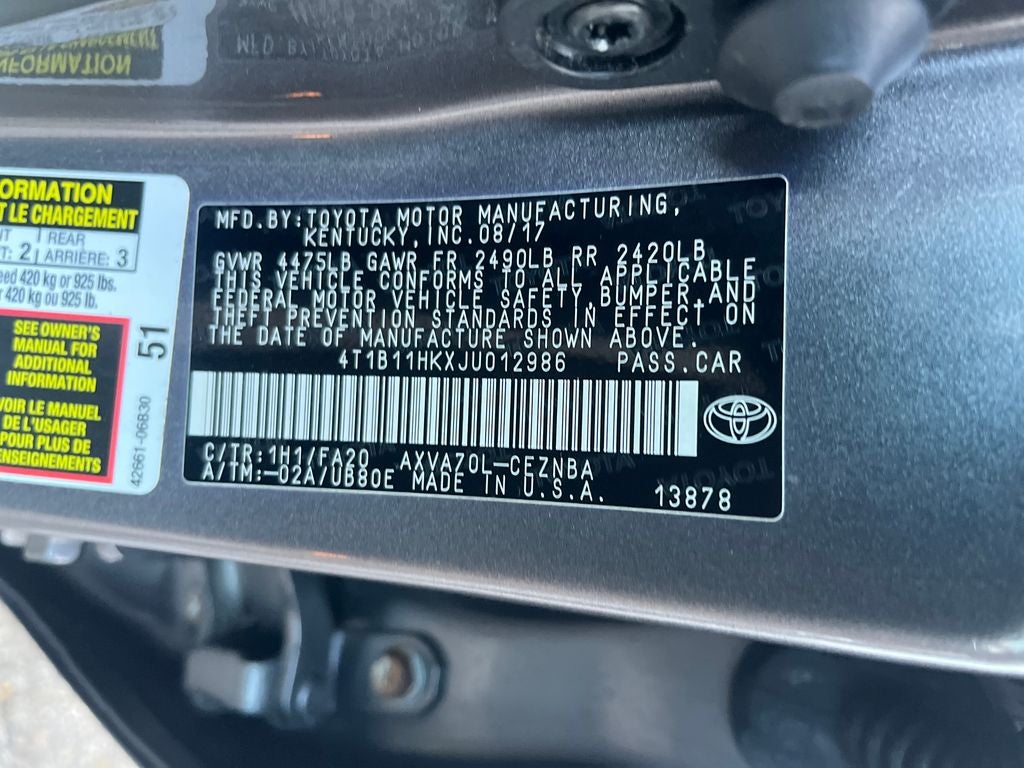 ORMATION
T LE CHARGEMENT
NT REAR
T: 2 ARRIÈRE: 3
eed 420 kg or 925 lbs.
r 420 kg ou 925 lb.
SEE OWNER'S
MANUAL FOR
ADDITIONAL
INFORMATION
VOIR LE MANUEL
DE L'USAGER
POUR PLUS DE
ENSEIGNEMENTS
51
42661-06830
MFD.BY:TOYOTA MOTOR MANUFACTURING,
KENTUCKY,INC.08/17
GVWR 4475LB GAWR FR 2490LB RR 2420LB
THIS VEHICLE CONFORMS TO ALL APPLICABLE
FEDERAL MOTOR VEHICLE SAFETY,BUMPER,AND
THEFT PREVENTION STANDARDS IN EFFECT ON
THE DATE OF MANUFACTURE SHOWN ABOVE.
4T1B11HKXJU012986 PASS.CAR
C/TR:1H1/FA20 AXVA70L-CEZNBA
A/TM:-02A/UB80E MADE IN U.S.A. 13878